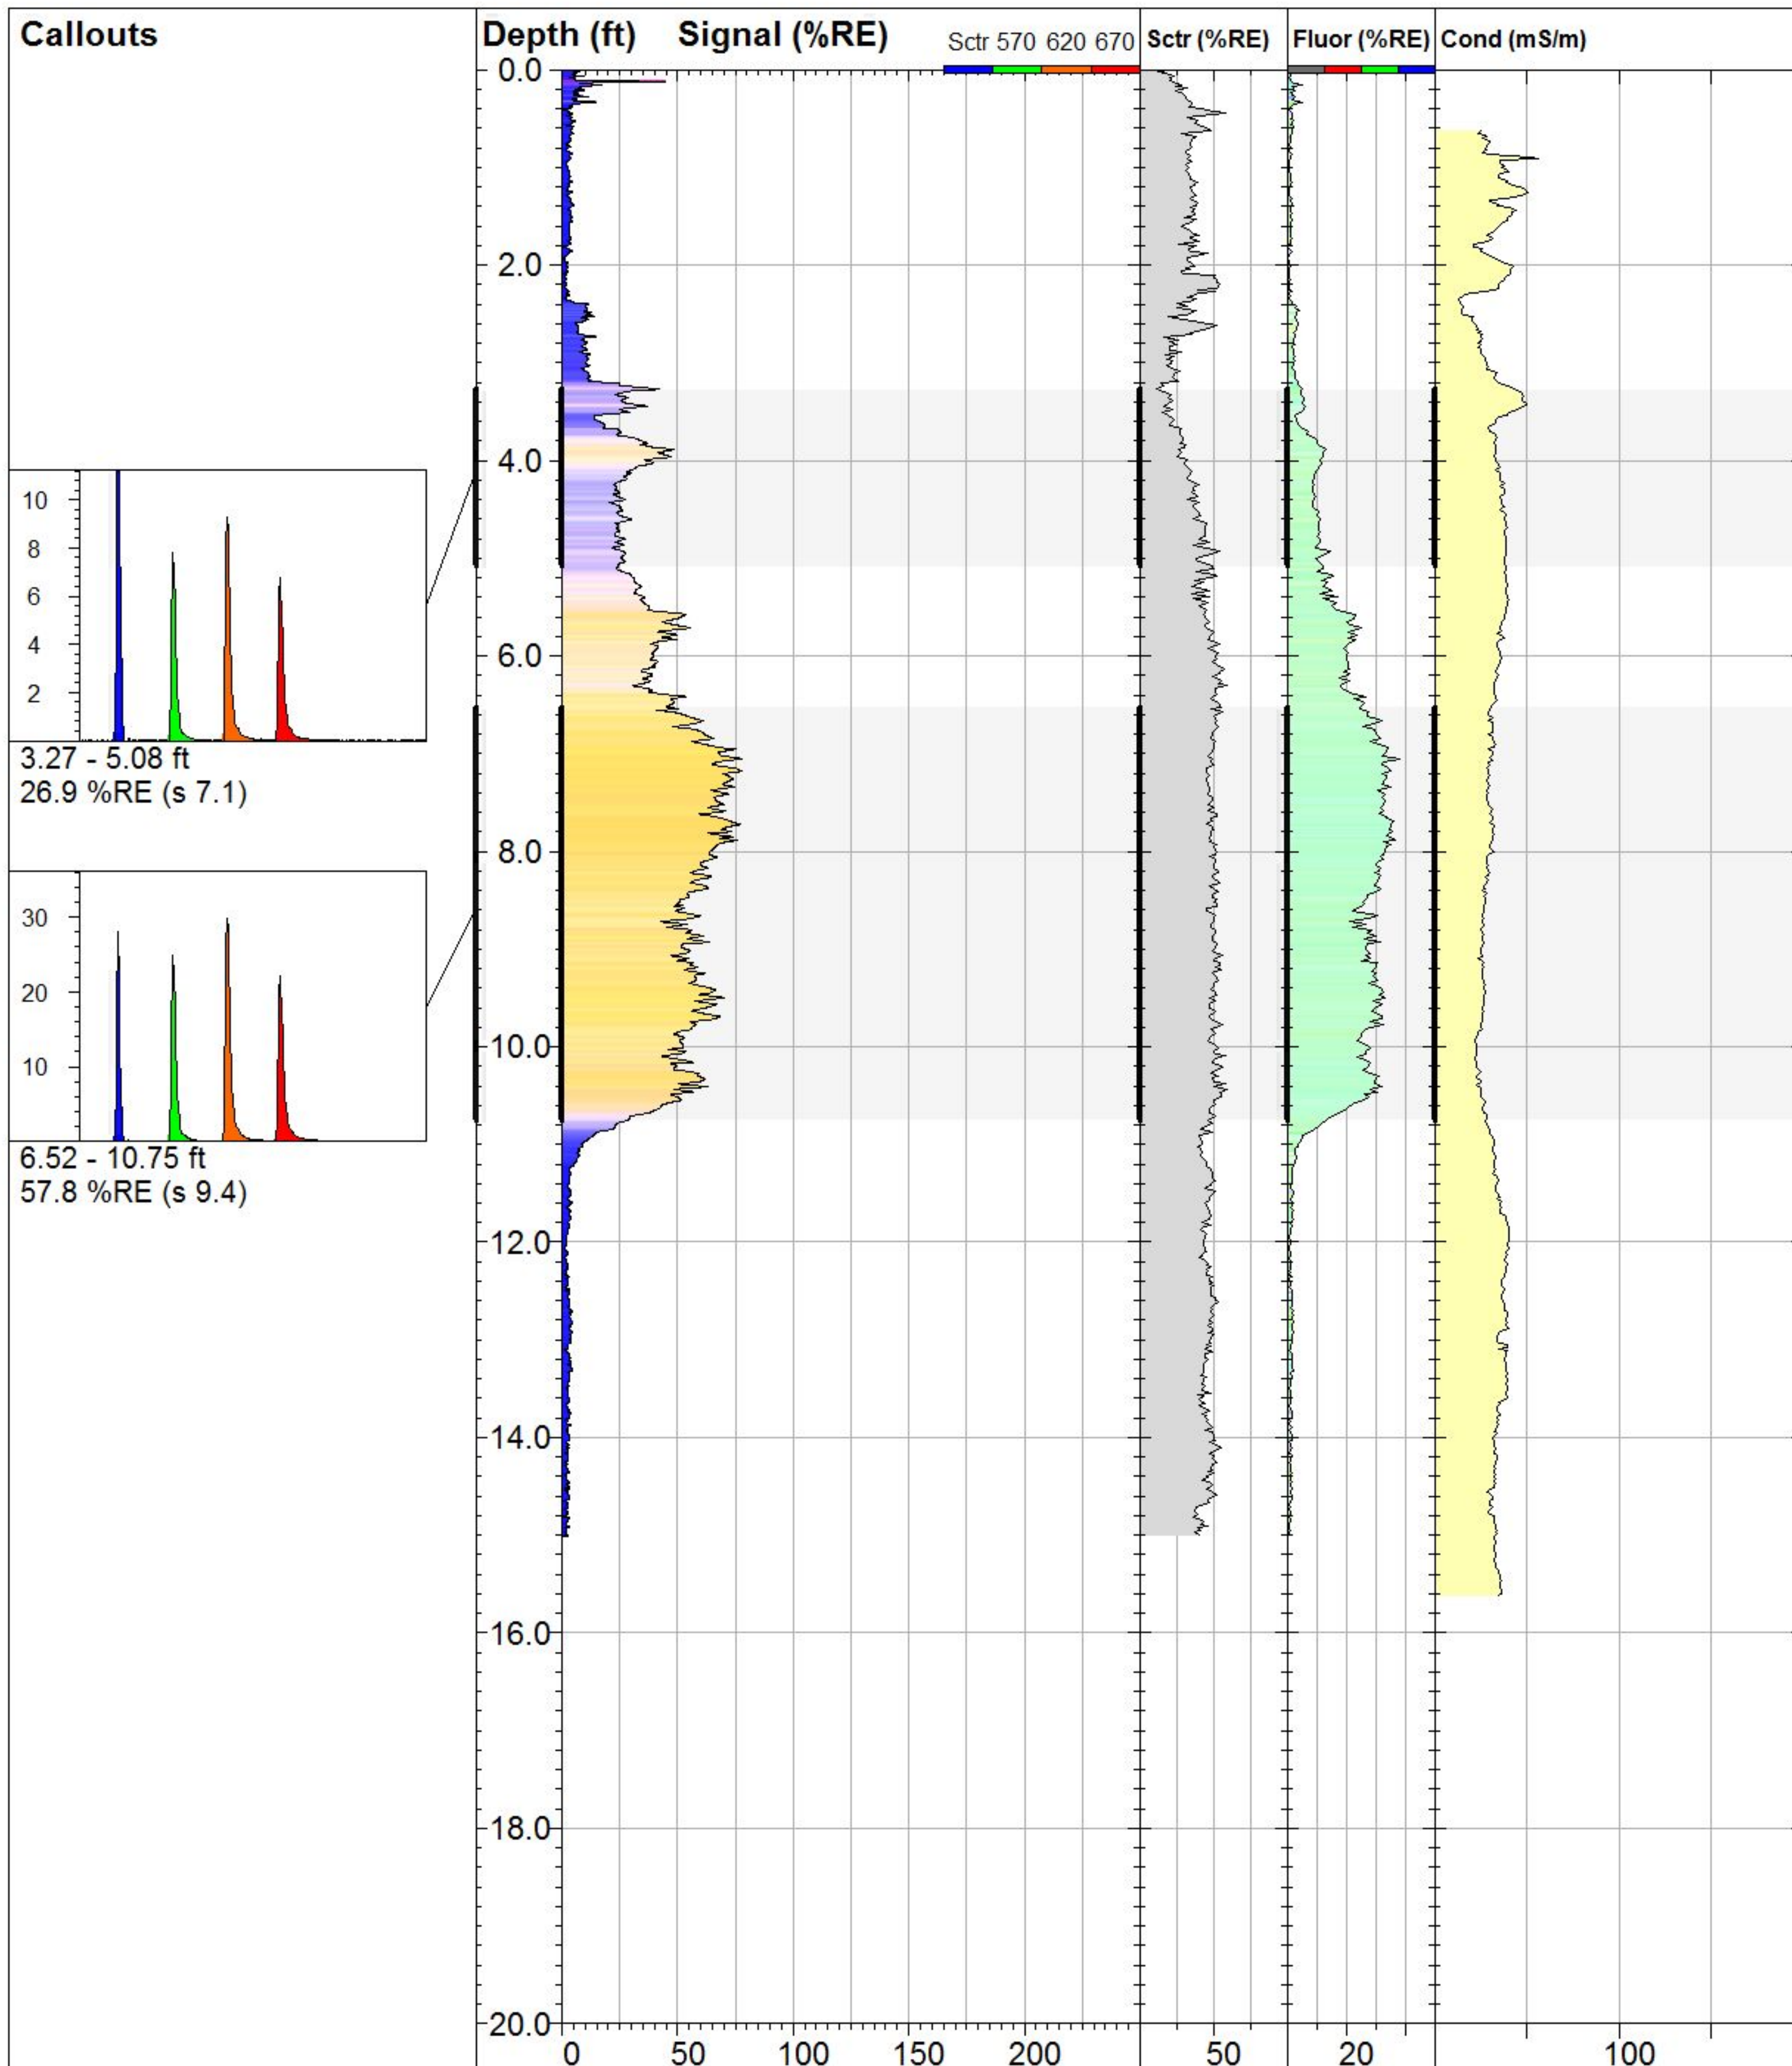 Callouts
Depth (ft) Signal (%RE) Sctr 570 620 670 Sctr (%RE) Fluor (%RE) Cond (mS/m)
0.0
2.0
4.0
10
8
6
4
2
3.27 - 5.08 ft
26.9 %RE (s 7.1)
6.0
8.0
30
20
10
6.52 - 10.75 ft
57.8 %RE (s 9.4)
10.0
12.0
14.0
16.0
18.0
20.0
0 50 100 150 200 50 20 100